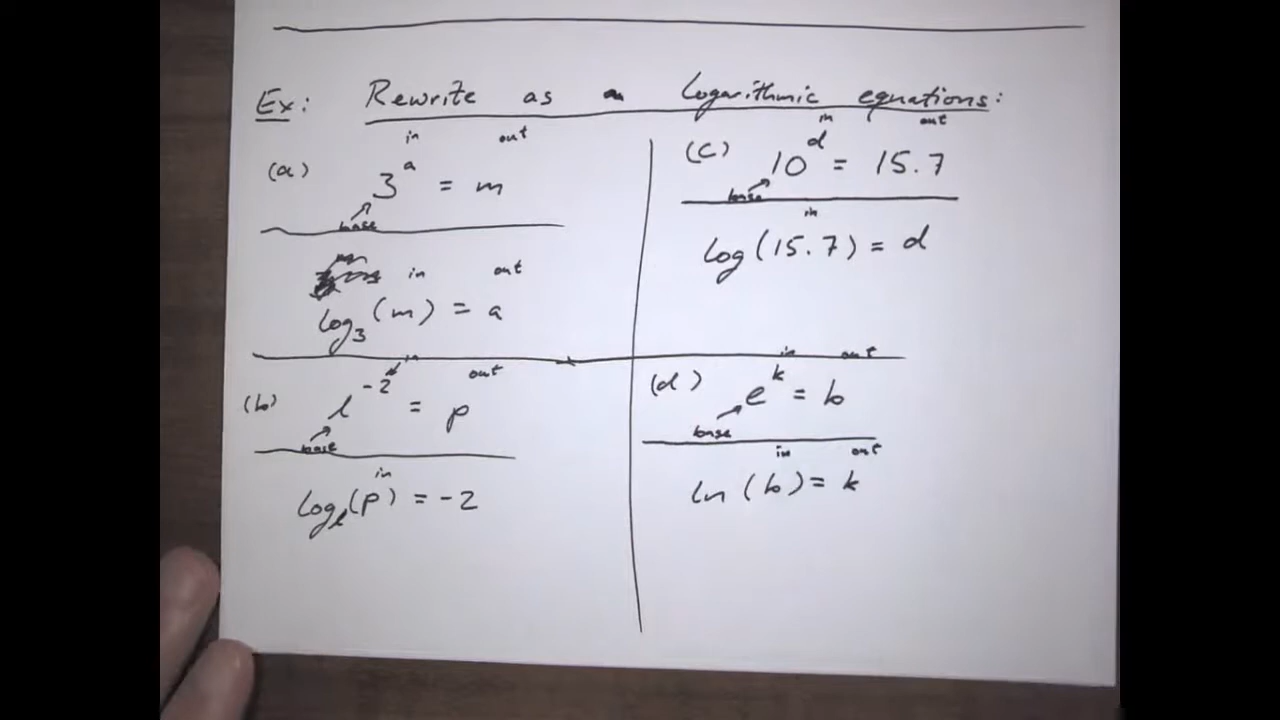 Ex: Rewrite as Logarithmic equations:
(a)
in out
3^a = m
base
in out
log_3 (m) = a
(b)
in out
l^-2 = p
base
in
log_l (p) = -2
(c)
in out
10^d = 15.7
base
in
log (15.7) = d
(d)
in out
e^k = b
base
in out
ln (b) = k